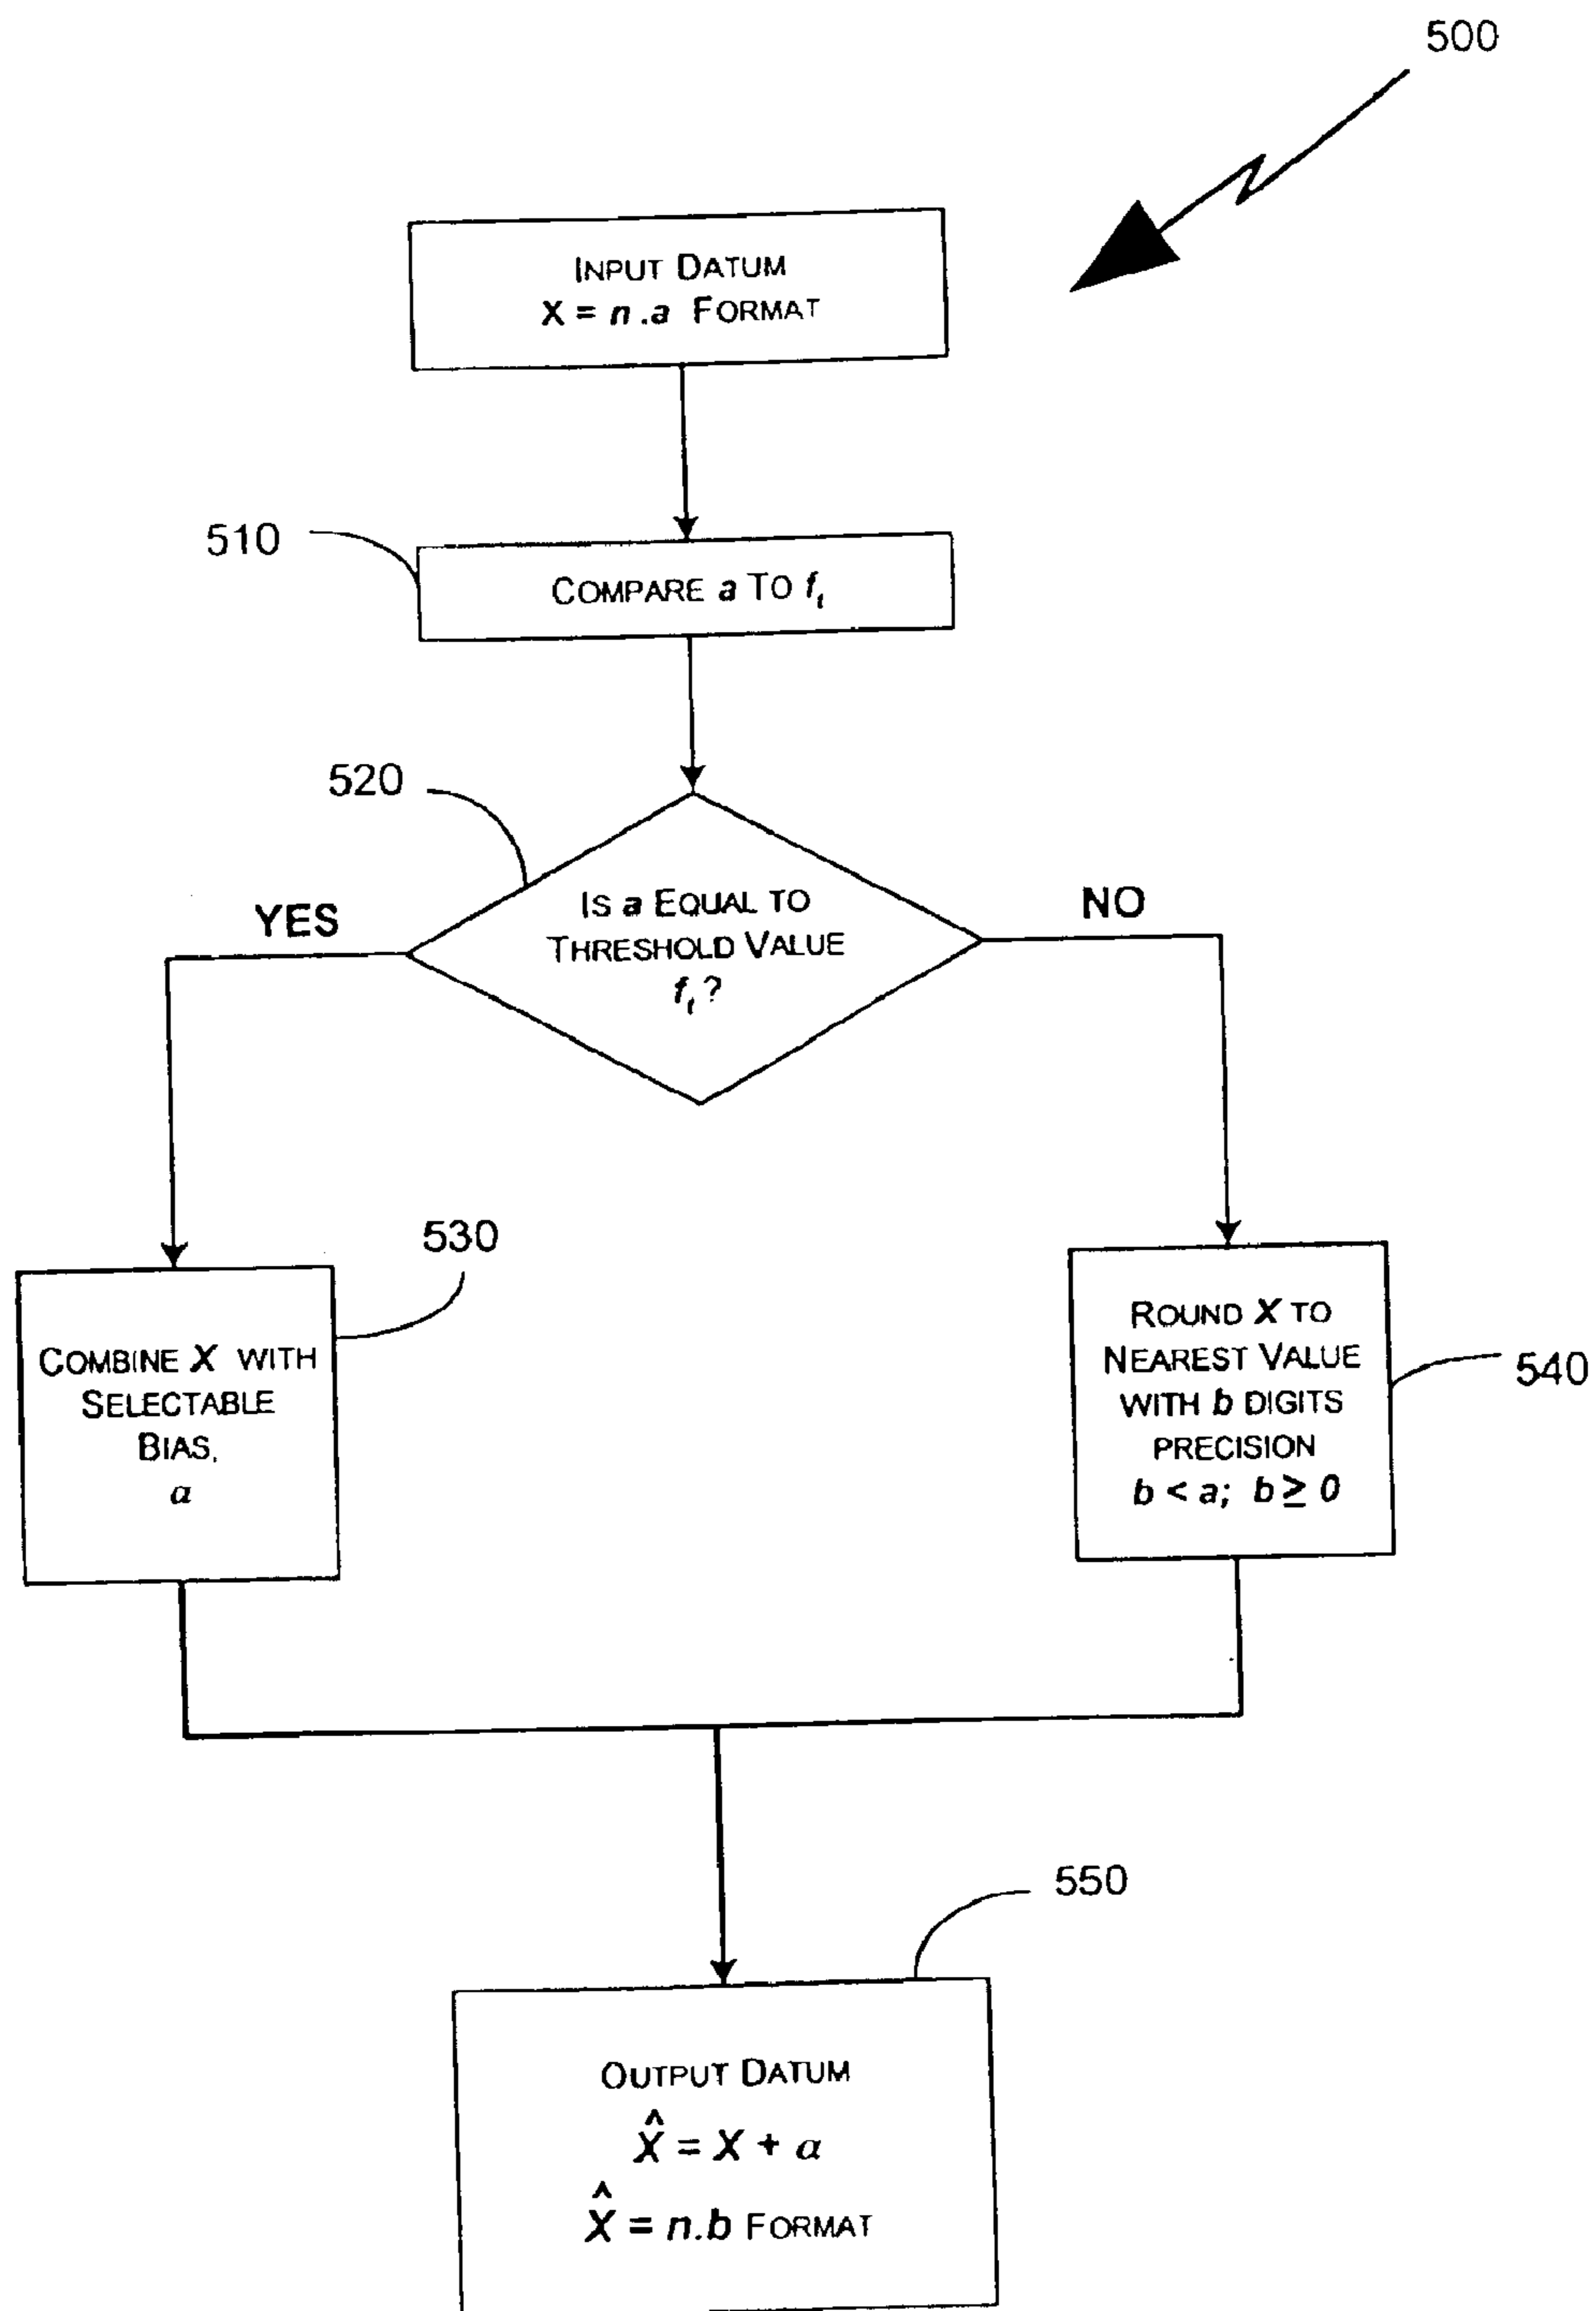 500
INPUT DATUM
X = n.a FORMAT
510
COMPARE a TO fₜ
520
IS a EQUAL TO
THRESHOLD VALUE
fₜ?
YES
NO
530
COMBINE X WITH
SELECTABLE
BIAS,
α
ROUND X TO
NEAREST VALUE
WITH b DIGITS
PRECISION
b < a; b ≥ 0
540
550
OUTPUT DATUM
X̂ = X + α
X̂ = n.b FORMAT